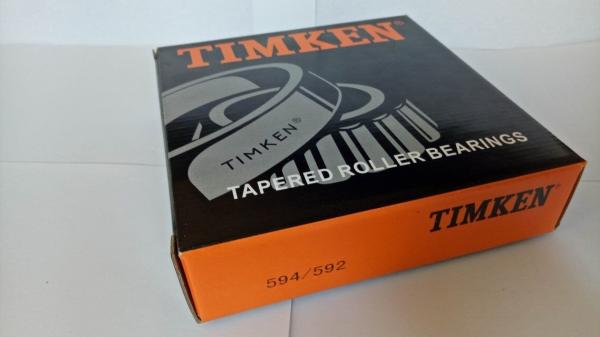 TIMKEN®
TIMKEN®
TAPERED ROLLER BEARINGS
TIMKEN®
594/592